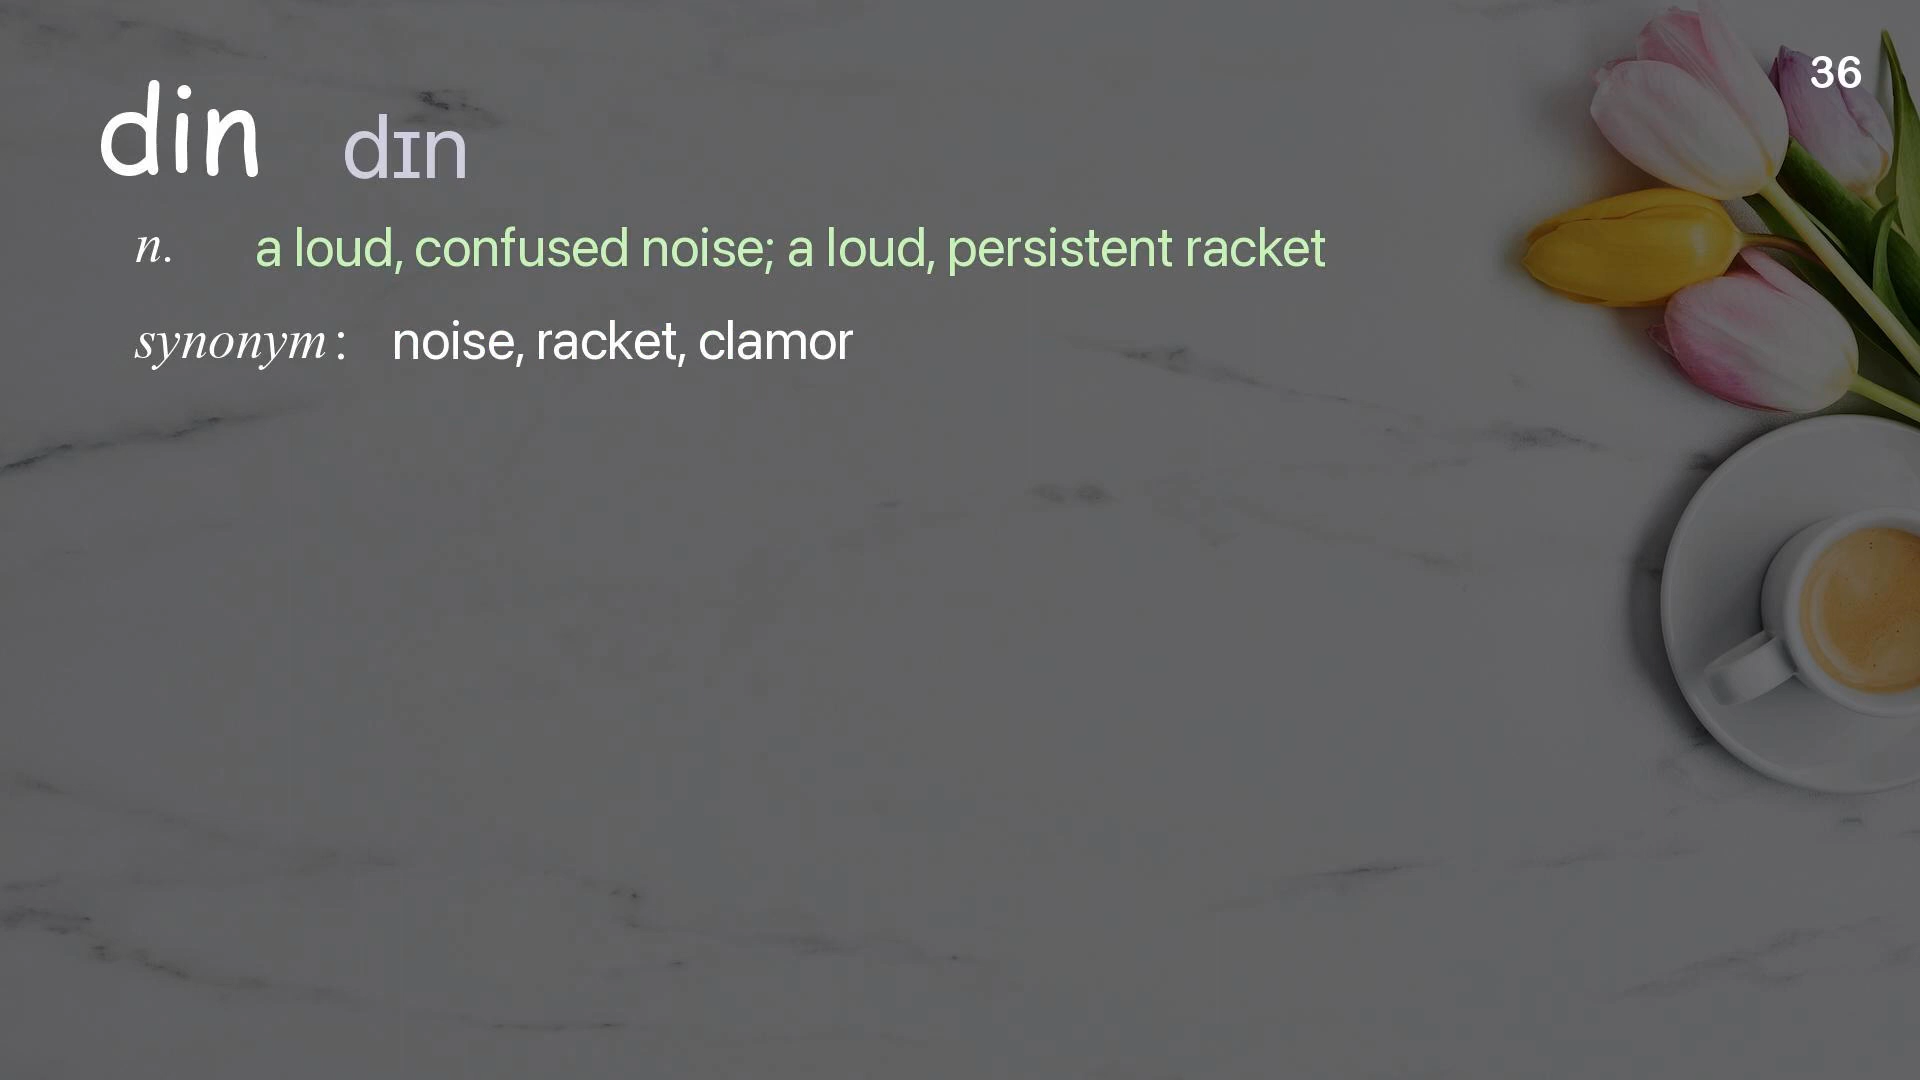 36
din dɪn
n. a loud, confused noise; a loud, persistent racket
synonym: noise, racket, clamor